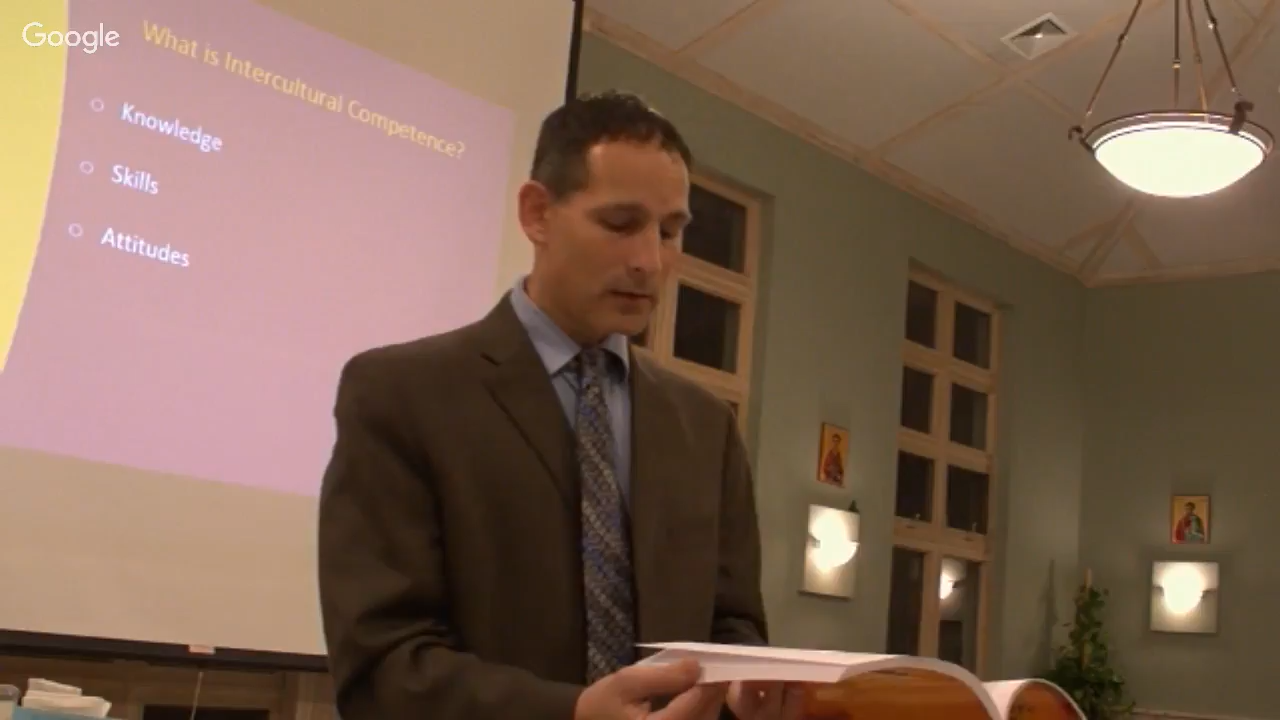 Google
What is Intercultural Competence?
Knowledge
Skills
Attitudes